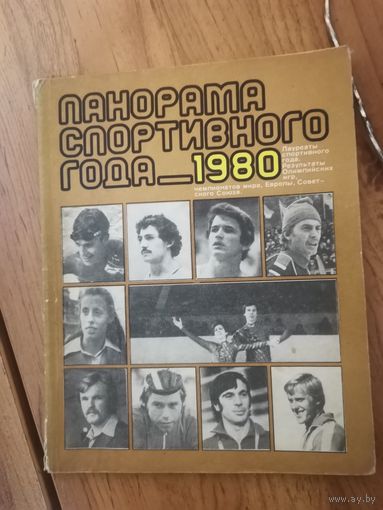 ПАНОРАМА
СПОРТИВНОГО
ГОДА_1980
Лауреаты
спортивного
года.
Результаты
Олимпийских
игр,
чемпионатов мира, Европы, Совет-
ского Союза
www.ay.by